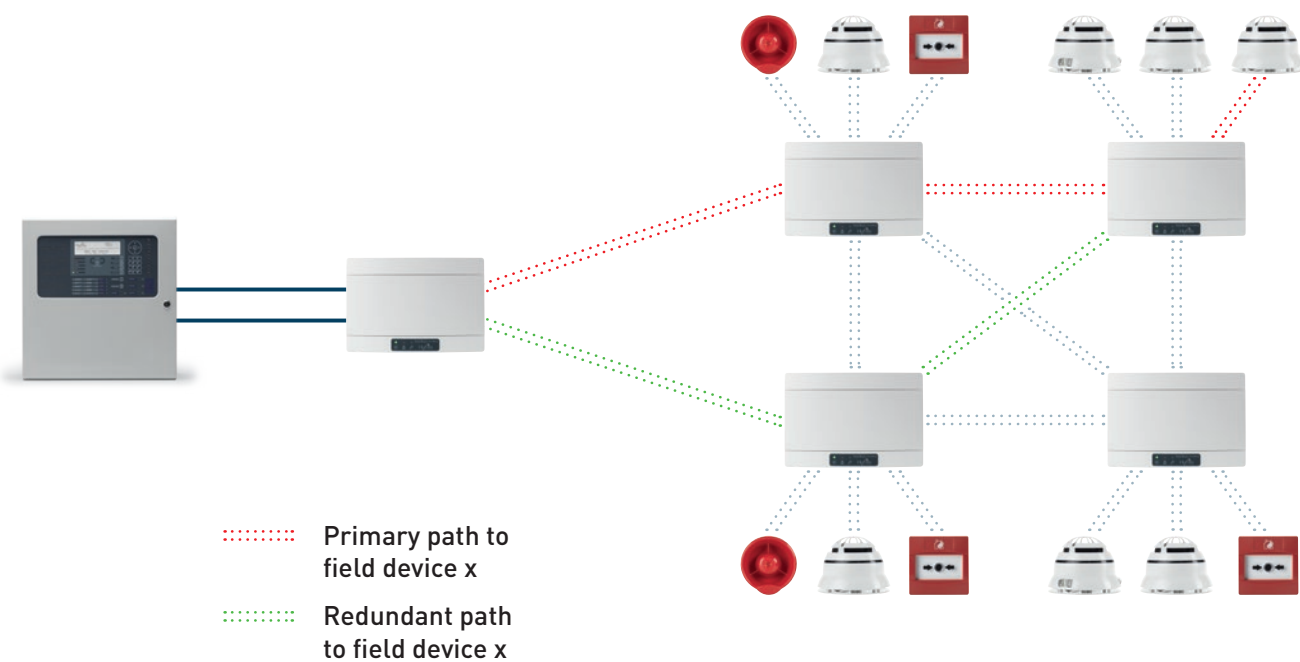 Primary path to
field device x
Redundant path
to field device x